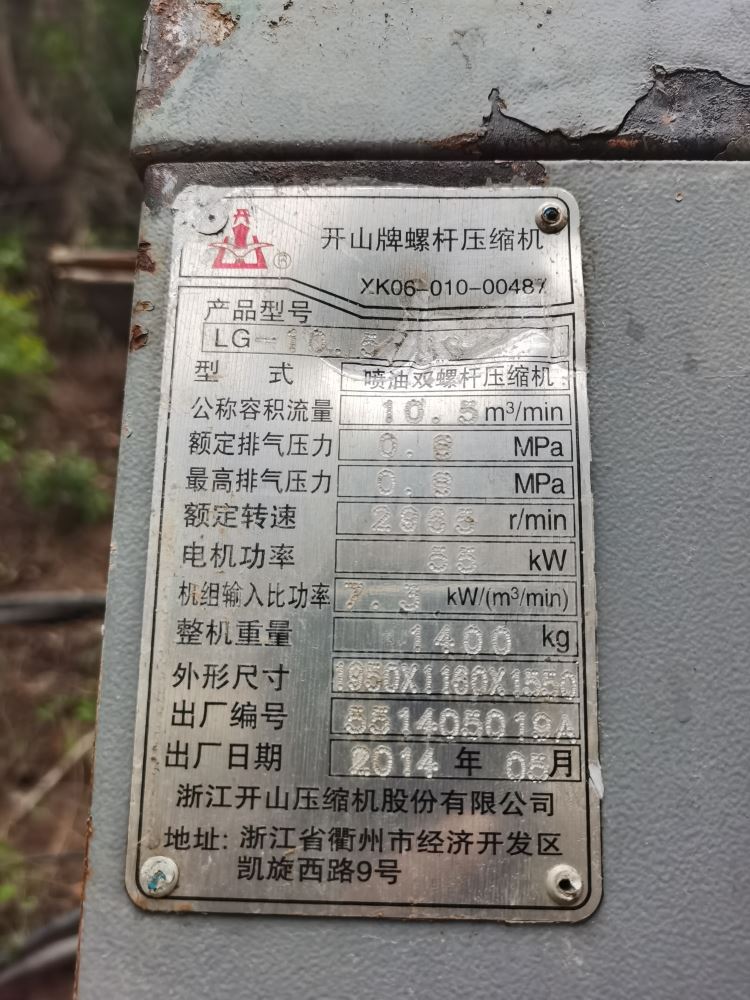 开山牌螺杆压缩机
XK06-010-00487
产品型号
LG-10.5
型 式 喷油双螺杆压缩机
公称容积流量 10.5 m³/min
额定排气压力 0.8 MPa
最高排气压力 0.8 MPa
额定转速 2965 r/min
电机功率 55 kW
机组输入比功率 7.3 kW/(m³/min)
整机重量 1400 kg
外形尺寸 1950X1160X1550
出厂编号
出厂日期 2014 年 05 月
浙江开山压缩机股份有限公司
地址: 浙江省衢州市经济开发区
凯旋西路9号